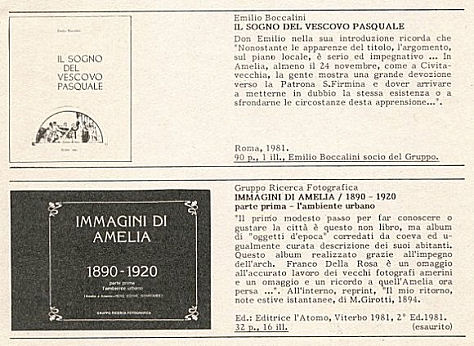 Emilio Boccalini
IL SOGNO
DEL
VESCOVO
PASQUALE
Emilio Boccalini
IL SOGNO DEL VESCOVO PASQUALE
Don Emilio nella sua introduzione ricorda che
"Nonostante le apparenze del titolo, l'argomento,
sul piano locale, è serio ed impegnativo ... In
Amelia, almeno il 24 novembre, come a Civita-
vecchia, la gente mostra una grande devozione
verso la Patrona S.Firmina e dover arrivare
a metterne in dubbio la stessa esistenza o a
sfrondarne le circostanze desta apprensione...".
Roma, 1981.
90 p., 1 ill., Emilio Boccalini socio del Gruppo.
IMMAGINI DI
AMELIA
1890-1920
parte prima
l'ambiente urbano
GRUPPO RICERCA FOTOGRAFICA
Gruppo Ricerca Fotografica
IMMAGINI DI AMELIA / 1890 - 1920
parte prima - l'ambiente urbano
"Il primo modesto passo per far conoscere o
gustare la città è questo non libro, ma album
di "oggetti d'epoca" corredati da coeva ed u-
gualmente curata descrizione dei suoi abitanti.
Questo album realizzato grazie all'impegno
dell'arch. Franco Della Rosa è un omaggio
all'accurato lavoro dei vecchi fotografi amerini
e un omaggio e un ricordo a quell'Amelia ora
persa ...". All'interno, reprint, "Il mio ritorno,
note estive istantanee, di M.Girotti, 1894.
Ed.: Editrice l'Atomo, Viterbo 1981, 2° Ed.1981.
32 p., 16 ill. (esaurito)